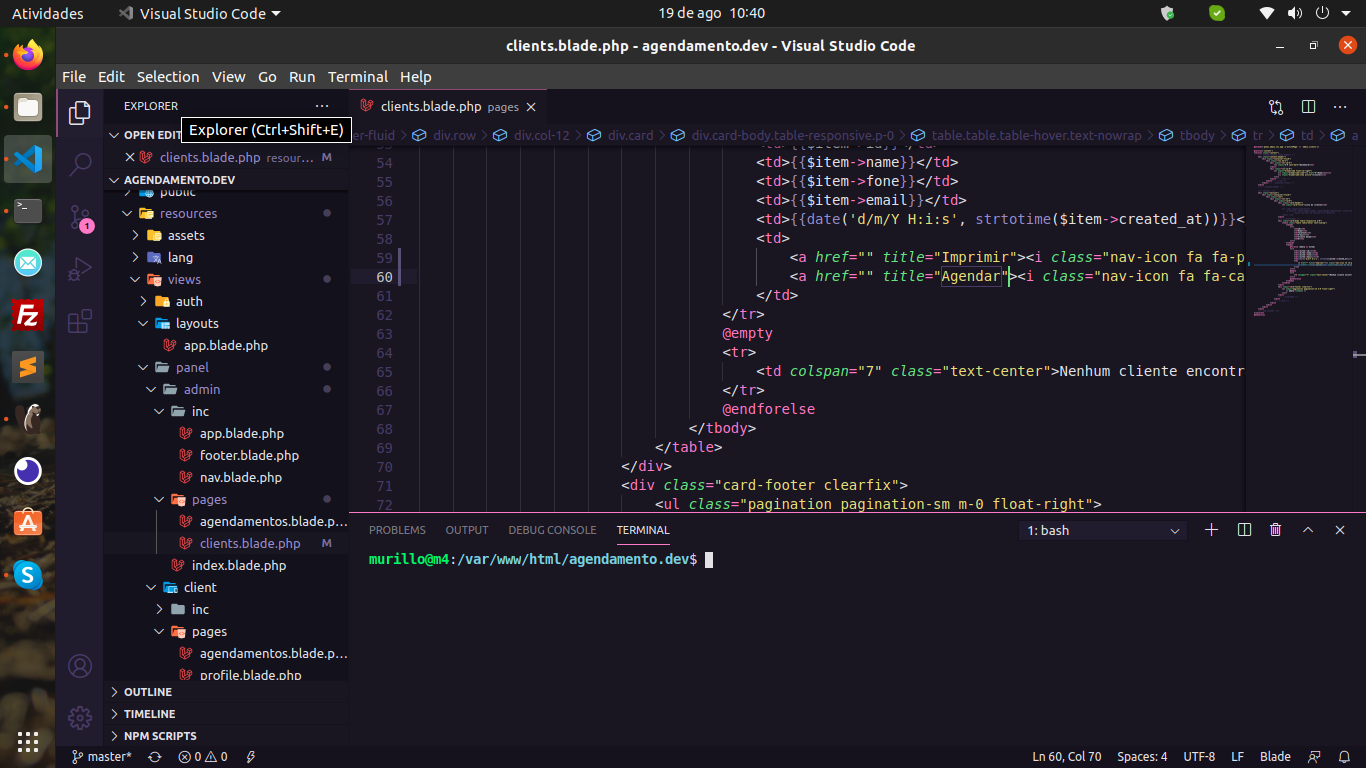 Atividades
Visual Studio Code
19 de ago 10:40
clients.blade.php - agendamento.dev - Visual Studio Code
File Edit Selection View Go Run Terminal Help
EXPLORER
Explorer (Ctrl+Shift+E)
OPEN EDIT
clients.blade.php resour... M
AGENDAMENTO.DEV
public
resources
assets
lang
views
auth
layouts
app.blade.php
panel
admin
inc
app.blade.php
footer.blade.php
nav.blade.php
pages
agendamentos.blade.p...
clients.blade.php M
index.blade.php
client
inc
pages
agendamentos.blade.p...
profile.blade.php
OUTLINE
TIMELINE
NPM SCRIPTS
1
clients.blade.php pages
er-fluid > div.row > div.col-12 > div.card > div.card-body.table-responsive.p-0 > table.table.table-hover.text-nowrap > tbody > tr > td > a
53 <td>{{$item->id}}</td>
54 <td>{{$item->name}}</td>
55 <td>{{$item->fone}}</td>
56 <td>{{$item->email}}</td>
57 <td>{{date('d/m/Y H:i:s', strtotime($item->created_at))}}<
58 <td>
59 <a href="" title="Imprimir"><i class="nav-icon fa fa-p
60 <a href="" title="Agendar"><i class="nav-icon fa fa-ca
61 </td>
62 </tr>
63 @empty
64 <tr>
65 <td colspan="7" class="text-center">Nenhum cliente encontr
66 </tr>
67 @endforelse
68 </tbody>
69 </table>
70 </div>
71 <div class="card-footer clearfix">
72 <ul class="pagination pagination-sm m-0 float-right">
PROBLEMS OUTPUT DEBUG CONSOLE TERMINAL
1: bash
murillo@m4:/var/www/html/agendamento.dev$
master* 0 0
Ln 60, Col 70 Spaces: 4 UTF-8 LF Blade